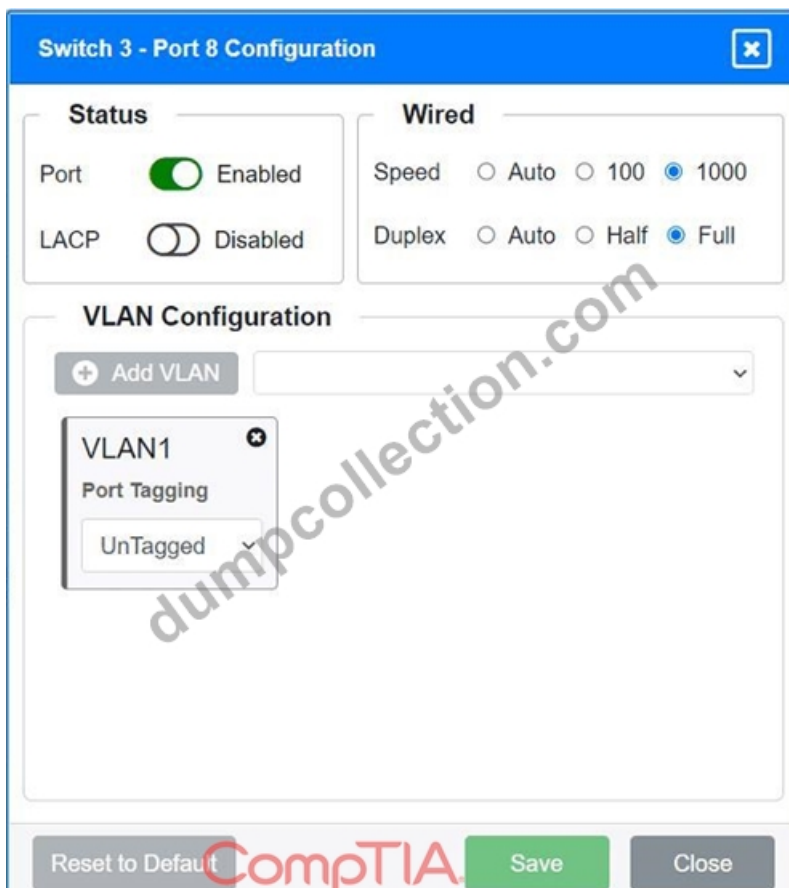 Switch 3 - Port 8 Configuration
Status
Port Enabled
LACP Disabled
Wired
Speed Auto 100 1000
Duplex Auto Half Full
VLAN Configuration
Add VLAN
VLAN1
Port Tagging
UnTagged
dumpcollection.com
Reset to Default
CompTIA.
Save
Close